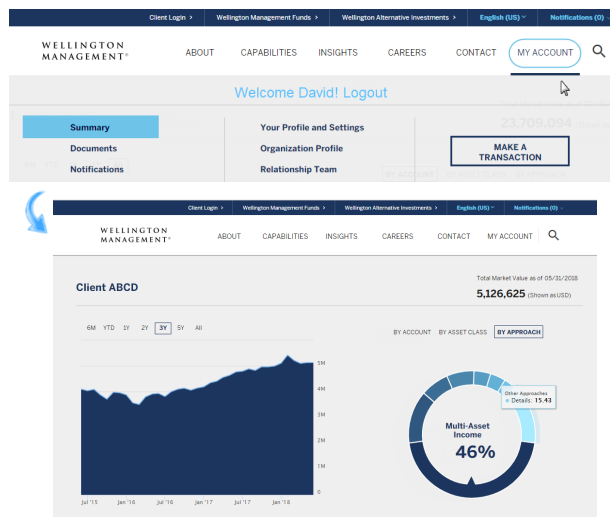 Client Login > Wellington Management Funds > Wellington Alternative Investments > English (US) Notifications (0)
WELLINGTON
MANAGEMENT®
ABOUT CAPABILITIES INSIGHTS CAREERS CONTACT MY ACCOUNT
Welcome David! Logout
23,709,094
Summary Your Profile and Settings
Documents Organization Profile
Notifications Relationship Team
MAKE A
TRANSACTION
Client Login > Wellington Management Funds > Wellington Alternative Investments > English (US) Notifications (0)
WELLINGTON
MANAGEMENT®
ABOUT CAPABILITIES INSIGHTS CAREERS CONTACT MY ACCOUNT
Client ABCD
Total Market Value as of 05/31/2018
5,126,625 (Shown as USD)
6M YTD 1Y 2Y 3Y 5Y All
BY ACCOUNT BY ASSET CLASS BY APPROACH
5M
4M
3M
2M
1M
0
Jul '15 Jan '16 Jul '16 Jan '17 Jul '17 Jan '18
Other Approaches
Details: 15.43
Multi-Asset
Income
46%